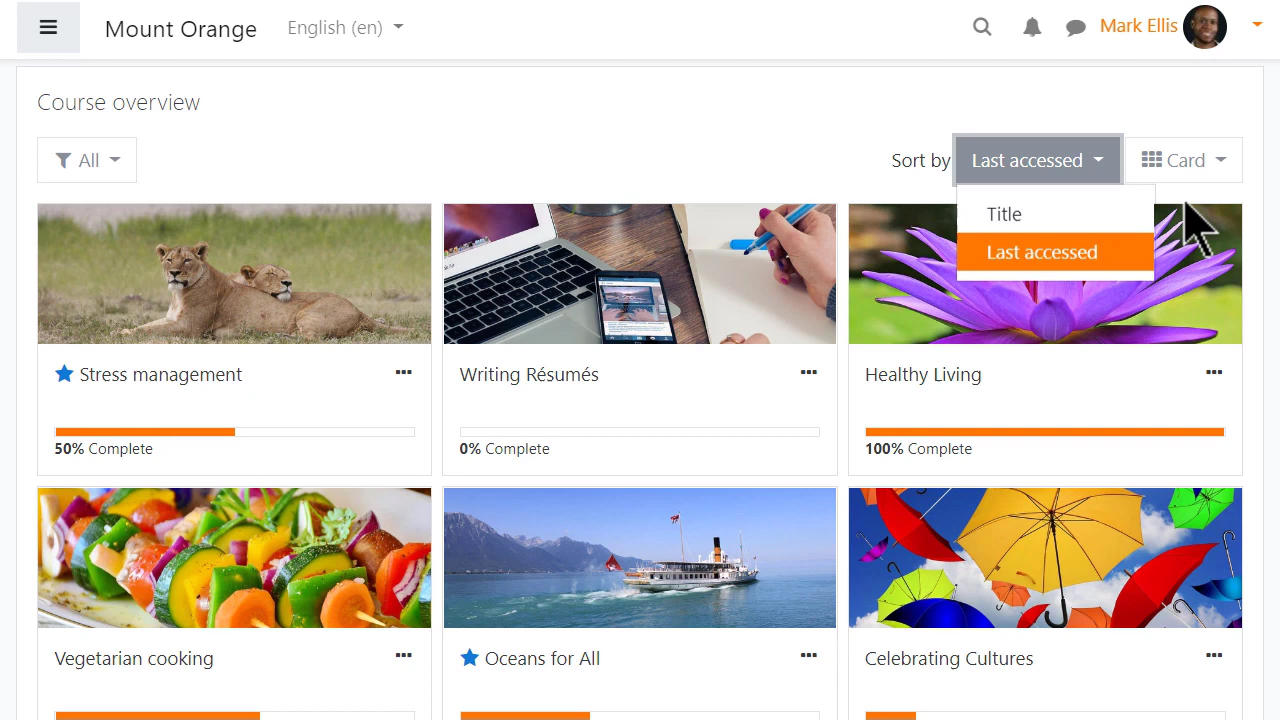 Mount Orange English (en) Mark Ellis
Course overview
All Sort by Last accessed Card
Title
Last accessed
Stress management Writing Résumés Healthy Living
50% Complete 0% Complete 100% Complete
Vegetarian cooking Oceans for All Celebrating Cultures